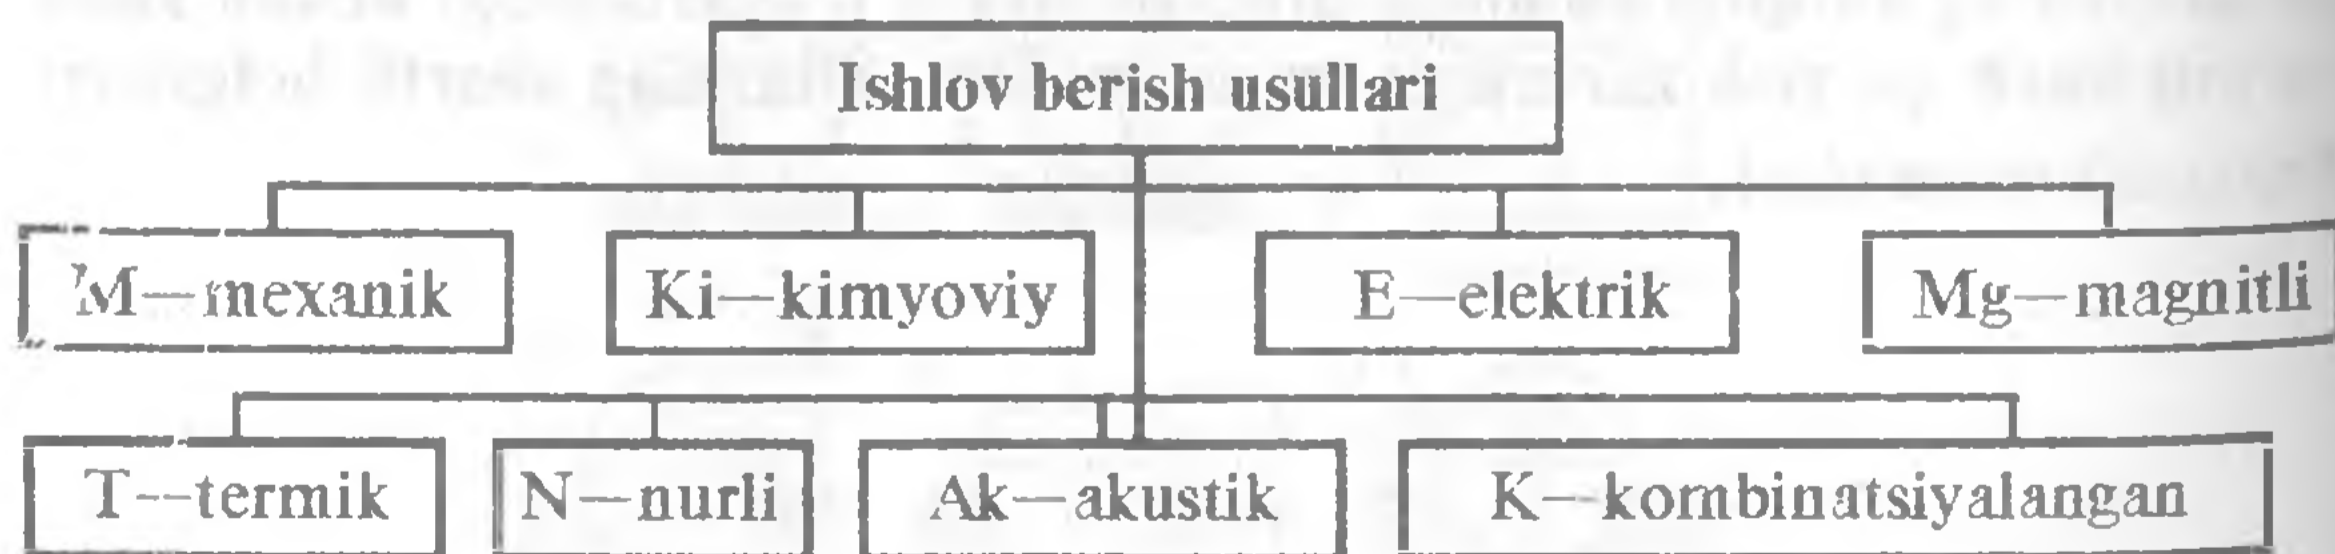 Ishlov berish usullari
M—mexanik
Ki—kimyoviy
E—elektrik
Mg—magnitli
T--termik
N—nurli
Ak—akustik
K—kombinatsiyalangan